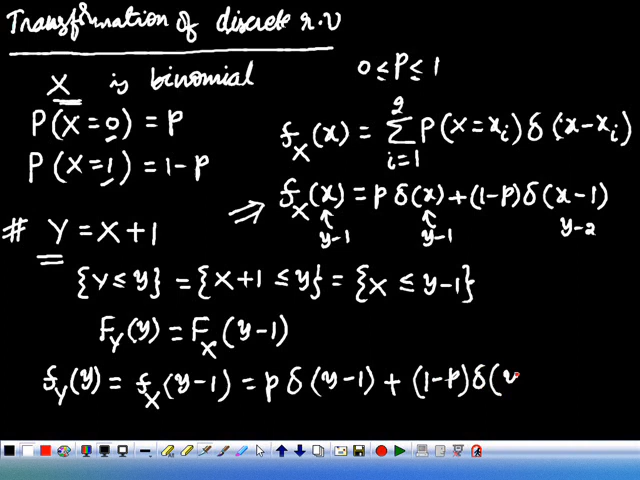 Transformation of discrete r.v
X is binomial
0 ≤ P ≤ 1
P(X=0) = p
P(X=1) = 1-p
f_X(x) = Σ_{i=1}^{2} P(X=x_i) δ(x-x_i)
⇒ f_X(x) = p δ(x) + (1-p) δ(x-1)
↑ ↑
y-1 y-1 y-2
# Y = X + 1
{Y ≤ y} = {X+1 ≤ y} = {X ≤ y-1}
F_Y(y) = F_X(y-1)
f_Y(y) = f_X(y-1) = p δ(y-1) + (1-p) δ(y